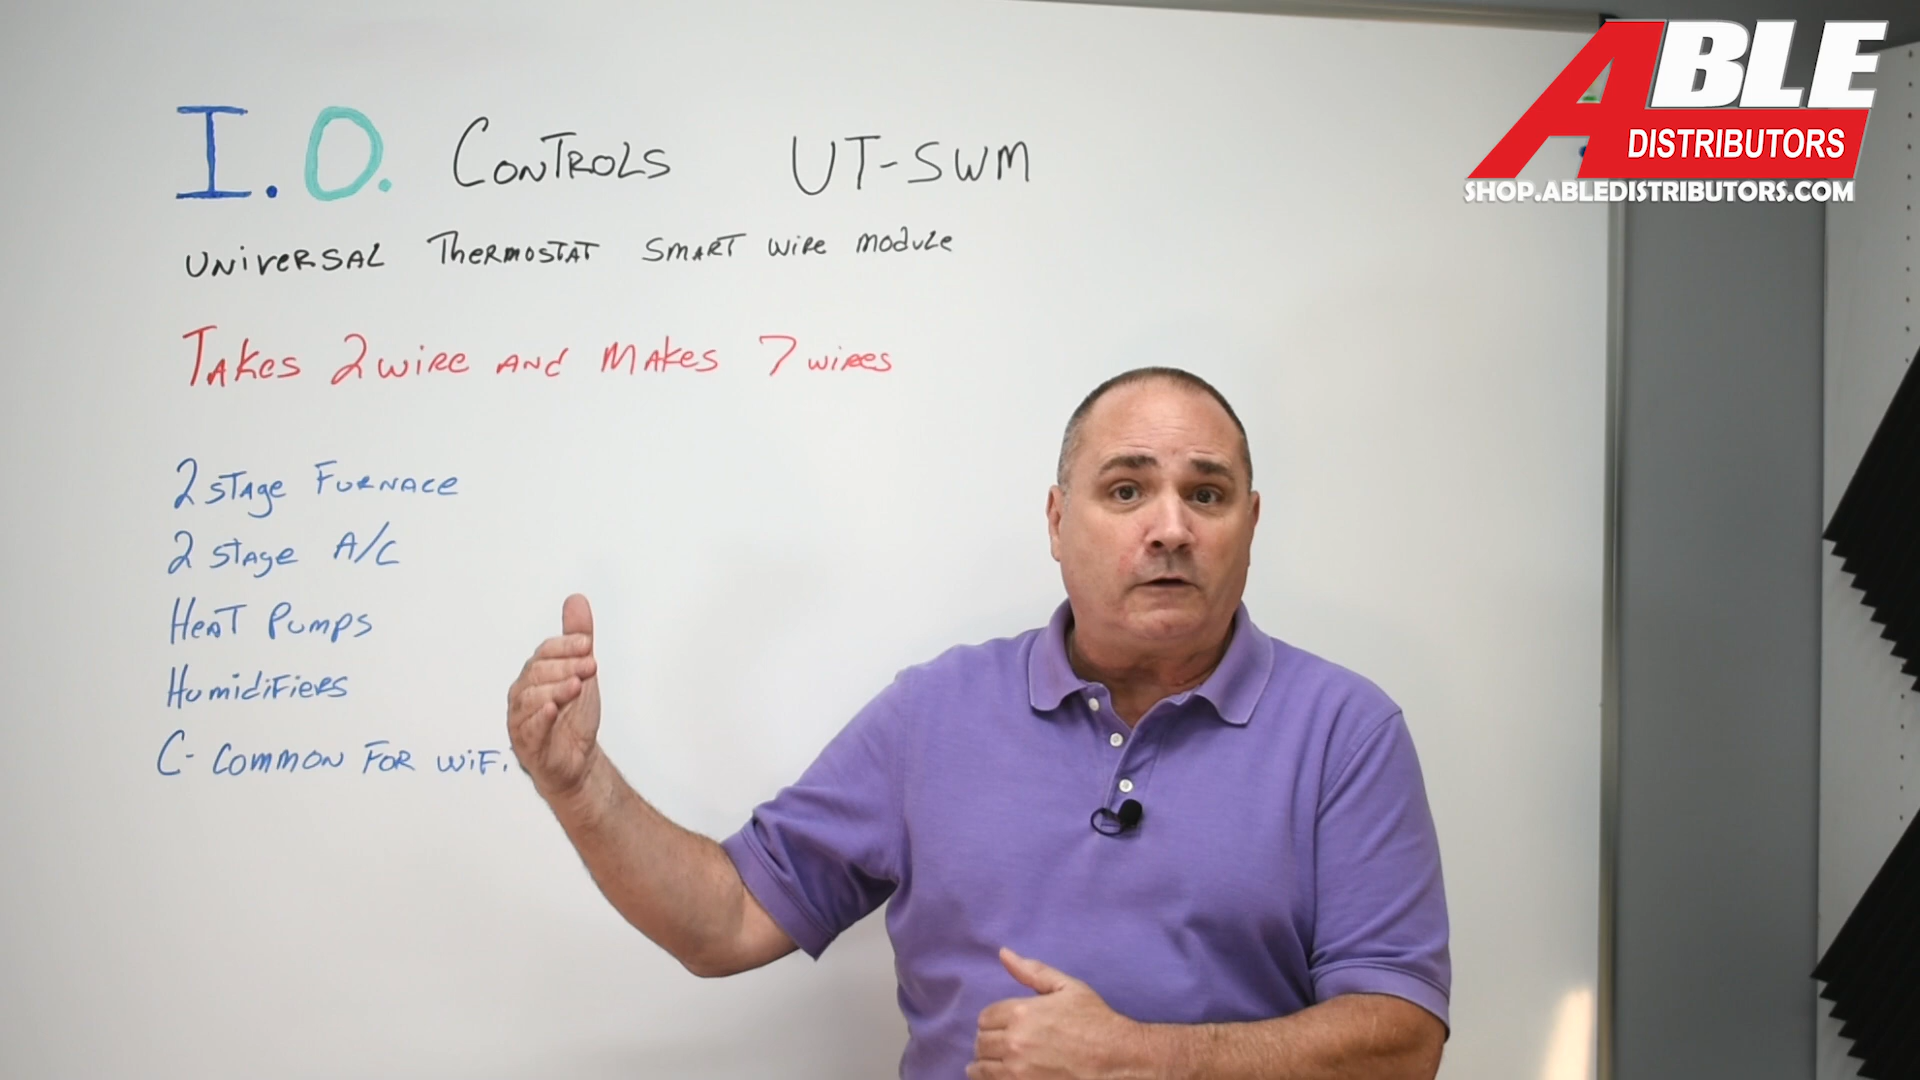 ABLE
DISTRIBUTORS
SHOP.ABLEDISTRIBUTORS.COM
I.O. CONTROLS UT-SWM
UNIVERSAL THERMOSTAT SMART WIRE MODULE
TAKES 2 WIRE AND MAKES 7 WIRES
2 STAGE FURNACE
2 STAGE A/C
HEAT PUMPS
HUMIDIFIERS
C- COMMON FOR WIFI